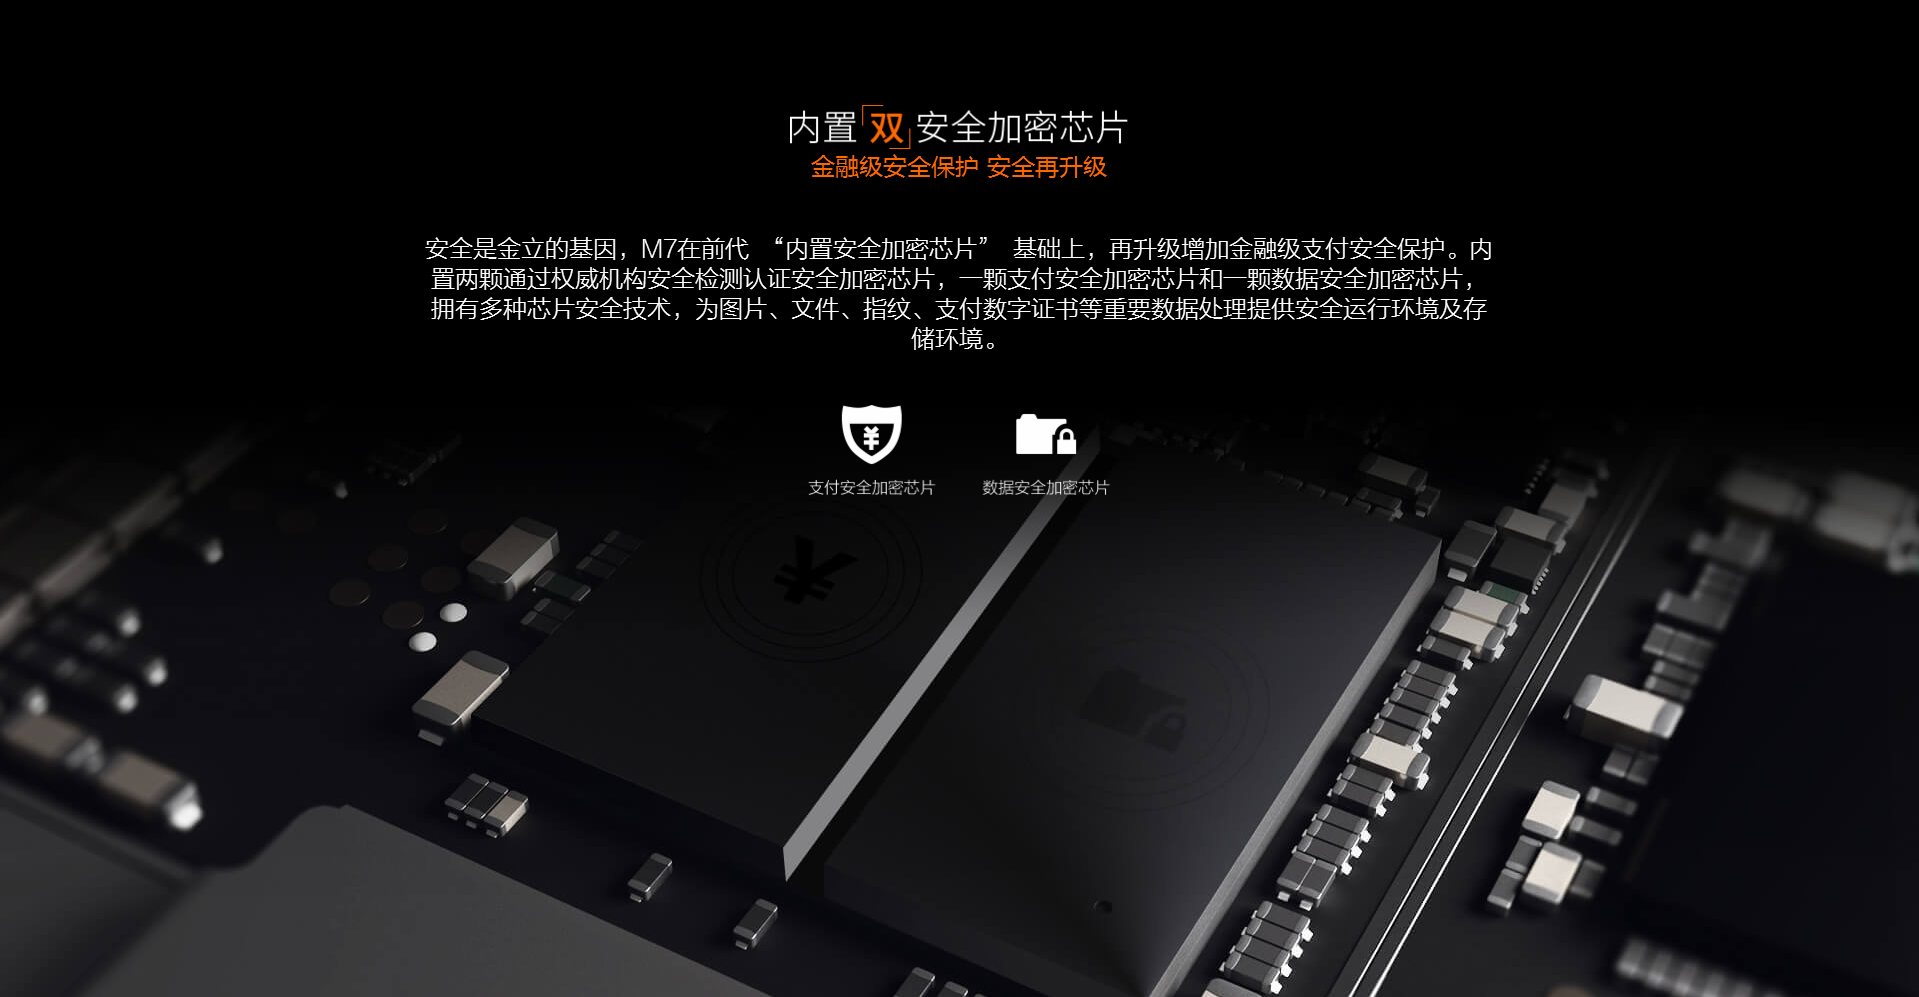 内置「双」安全加密芯片
金融级安全保护 安全再升级
安全是金立的基因，M7在前代 “内置安全加密芯片” 基础上，再升级增加金融级支付安全保护。内
置两颗通过权威机构安全检测认证安全加密芯片，一颗支付安全加密芯片和一颗数据安全加密芯片，
拥有多种芯片安全技术，为图片、文件、指纹、支付数字证书等重要数据处理提供安全运行环境及存
储环境。
¥
支付安全加密芯片
数据安全加密芯片
¥